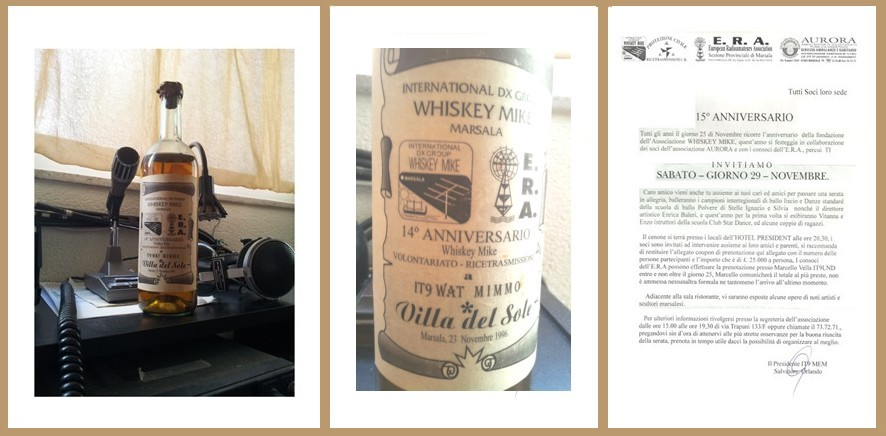 Villa del Sole
INTERNATIONAL DX
WHISKEY MIKE
MARSALA
INTERNATIONAL
DX GROUP
WHISKEY MIKE
MARSALA
E.
R.
A.
14° ANNIVERSARIO
Whiskey Mike
VOLONTARIATO - RICETRASMISSIONI
a
IT9 WAT MIMMO
Villa del Sole
Marsala, 23 Novembre 1996
E. R. A.
European Radioamateurs Association
Sezione Provinciale di Marsala
AURORA
Tutti Soci loro sede
15° ANNIVERSARIO
Tutti gli anni il giorno 25 di Novembre ricorre l'anniversario della fondazione
dell'Associazione WHISKEY MIKE, quest'anno si festeggia in collaborazione
dei soci dell'associazione AURORA e con i consoci dell'E.R.A., percui TI
INVITIAMO
SABATO – GIORNO 29 – NOVEMBRE.
Caro amico vieni anche tu assieme ai tuoi cari ed amici per passare una serata
in allegria, balleranno i campioni interregionali di ballo liscio e Danze standard
della scuola di ballo Polvere di Stelle Ignazio e Silvia nonchè il direttore
artistico Enrica Baleri, e quest'anno per la prima volta si esibiranno Vitanna e
Enzo istruttori della scuola Club Star Dance, ed alcune coppie di ragazzi.
Il cenone si terrà presso i locali dell'HOTEL PRESIDENT alle ore 20,30, i
soci sono invitati ad intervenire assieme ai loro amici e parenti, si raccomanda
di restituire l'allegato coupon di prenotazione qui allegato con il numero delle
persone partecipanti e l'importo che è di £. 25.000 a persona, I consoci
dell'E.R.A possono effettuare la prenotazione presso Marcello Vella IT9LND
entro e non oltre il giorno 25, Marcello comunicherà il totale al più presto, non
è ammessa nessunaltra formula ne tantomeno l'arrivo all'ultimo momento.
Adiacente alla sala ristorante, vi saranno esposte alcune opere di noti artisti e
scultori marsalesi.
Per ulteriori informazioni rivolgersi presso la segreteria dell'associazione
dalle ore 15.00 alle ore 19,30 di via Trapani 133/F oppure chiamate il 73.72.71.,
pregandovi sin d'ora di attenervi alle più strette osservanze per la buona riuscita
della serata, prenota in tempo utile dacci la possibilità di organizzare al meglio.
Il Presidente IT9 MEM
Salvatore Orlando